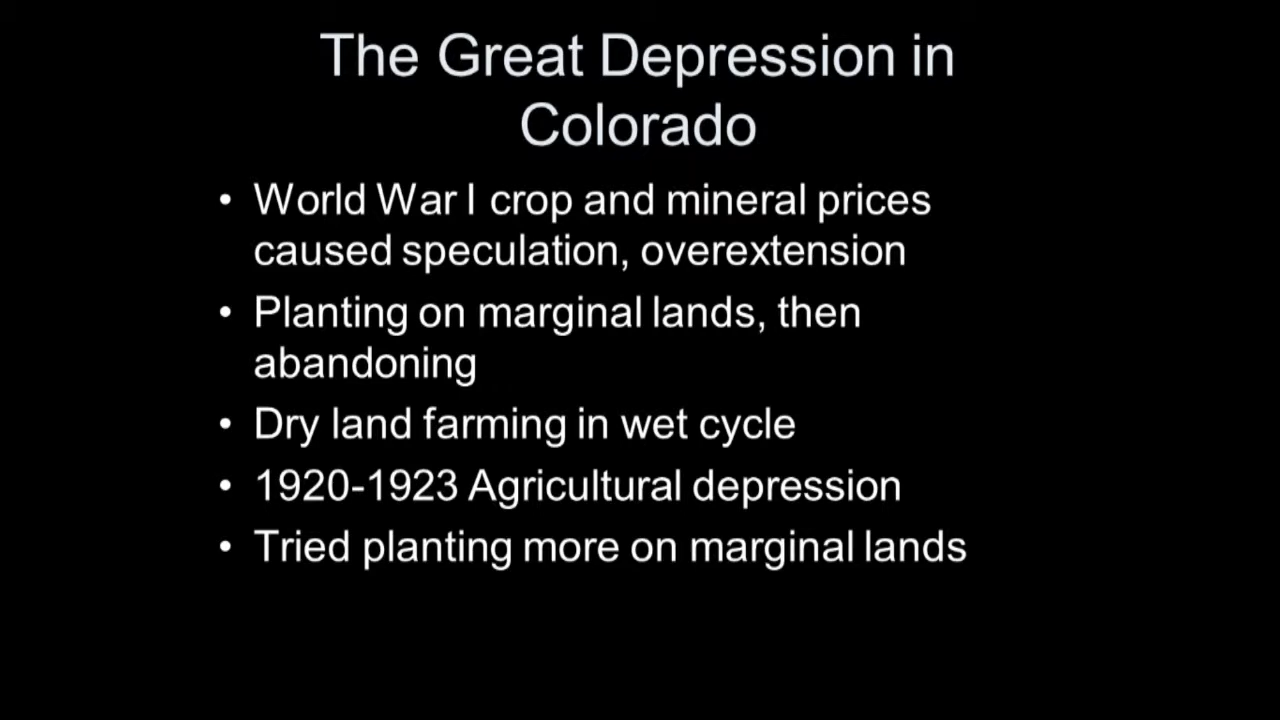 The Great Depression in
Colorado
• World War I crop and mineral prices
caused speculation, overextension
• Planting on marginal lands, then
abandoning
• Dry land farming in wet cycle
• 1920-1923 Agricultural depression
• Tried planting more on marginal lands